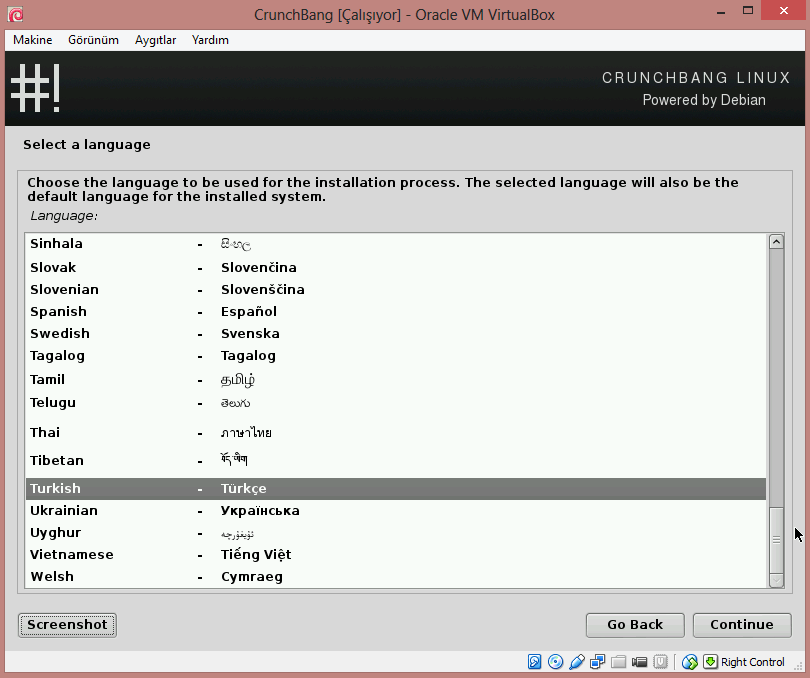 CrunchBang [Çalışıyor] - Oracle VM VirtualBox
Makine Görünüm Aygıtlar Yardım
#!
CRUNCHBANG LINUX
Powered by Debian
Select a language
Choose the language to be used for the installation process. The selected language will also be the
default language for the installed system.
Language:
Sinhala - සිංහල
Slovak - Slovenčina
Slovenian - Slovenščina
Spanish - Español
Swedish - Svenska
Tagalog - Tagalog
Tamil - தமிழ்
Telugu - తెలుగు
Thai - ภาษาไทย
Tibetan - བོད་ཡིག
Turkish - Türkçe
Ukrainian - Українська
Uyghur - ئۇيغۇرچە
Vietnamese - Tiếng Việt
Welsh - Cymraeg
Screenshot Go Back Continue
Right Control